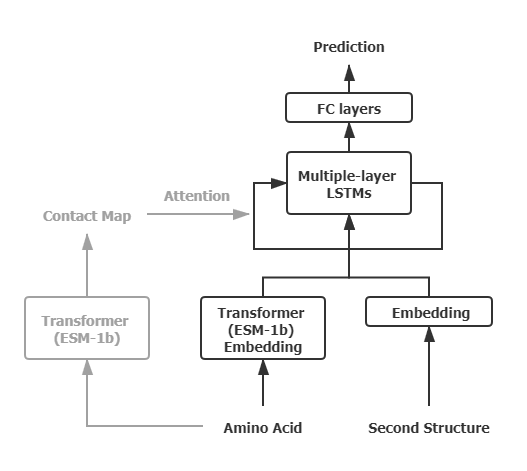 Prediction
FC layers
Multiple-layer
LSTMs
Attention
Contact Map
Transformer
(ESM-1b)
Transformer
(ESM-1b)
Embedding
Embedding
Amino Acid
Second Structure